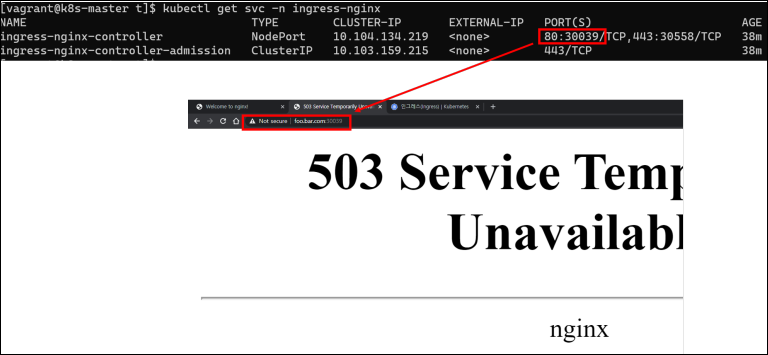 [vagrant@k8s-master t]$ kubectl get svc -n ingress-nginx
NAME TYPE CLUSTER-IP EXTERNAL-IP PORT(S) AGE
ingress-nginx-controller NodePort 10.104.134.219 <none> 80:30039/TCP,443:30558/TCP 38m
ingress-nginx-controller-admission ClusterIP 10.103.159.215 <none> 443/TCP 38m
Welcome to nginx! 503 Service Temporarily Unava 인그레스(Ingress) | Kubernetes
Not secure | foo.bar.com:30039
503 Service Temp
Unavailabl
nginx